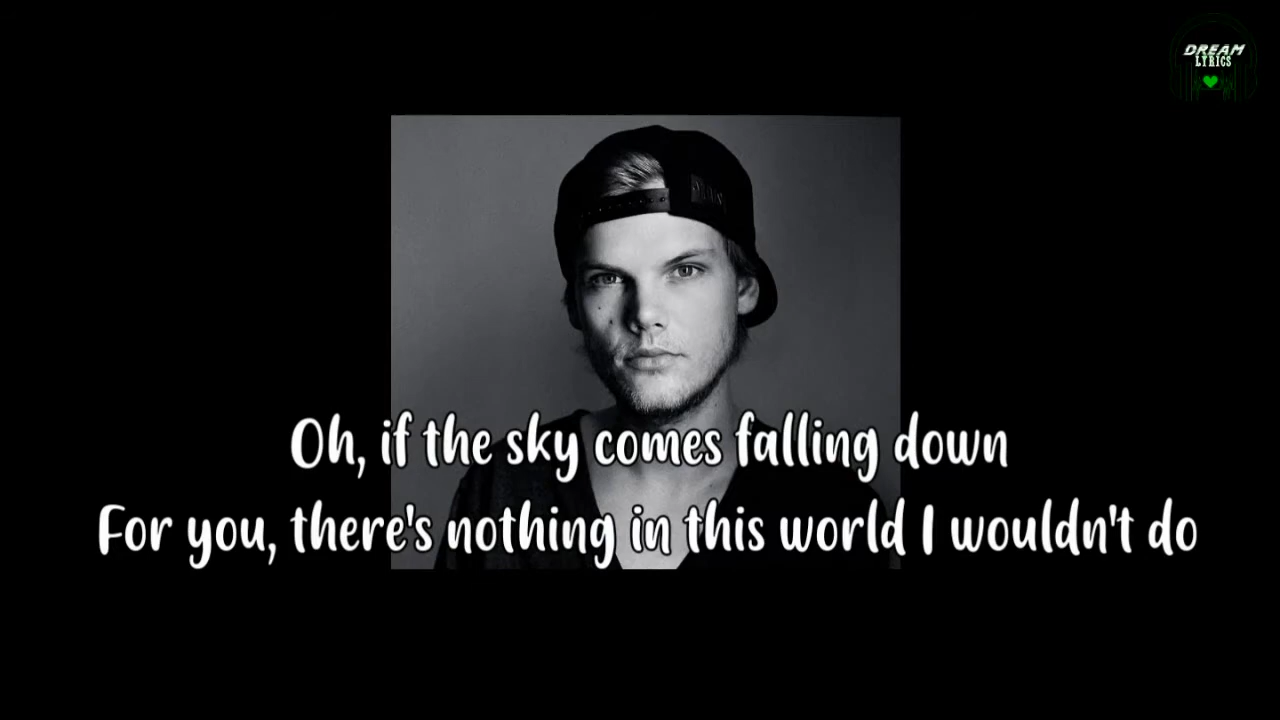 DREAM
LYRICS
Oh, if the sky comes falling down
For you, there's nothing in this world I wouldn't do